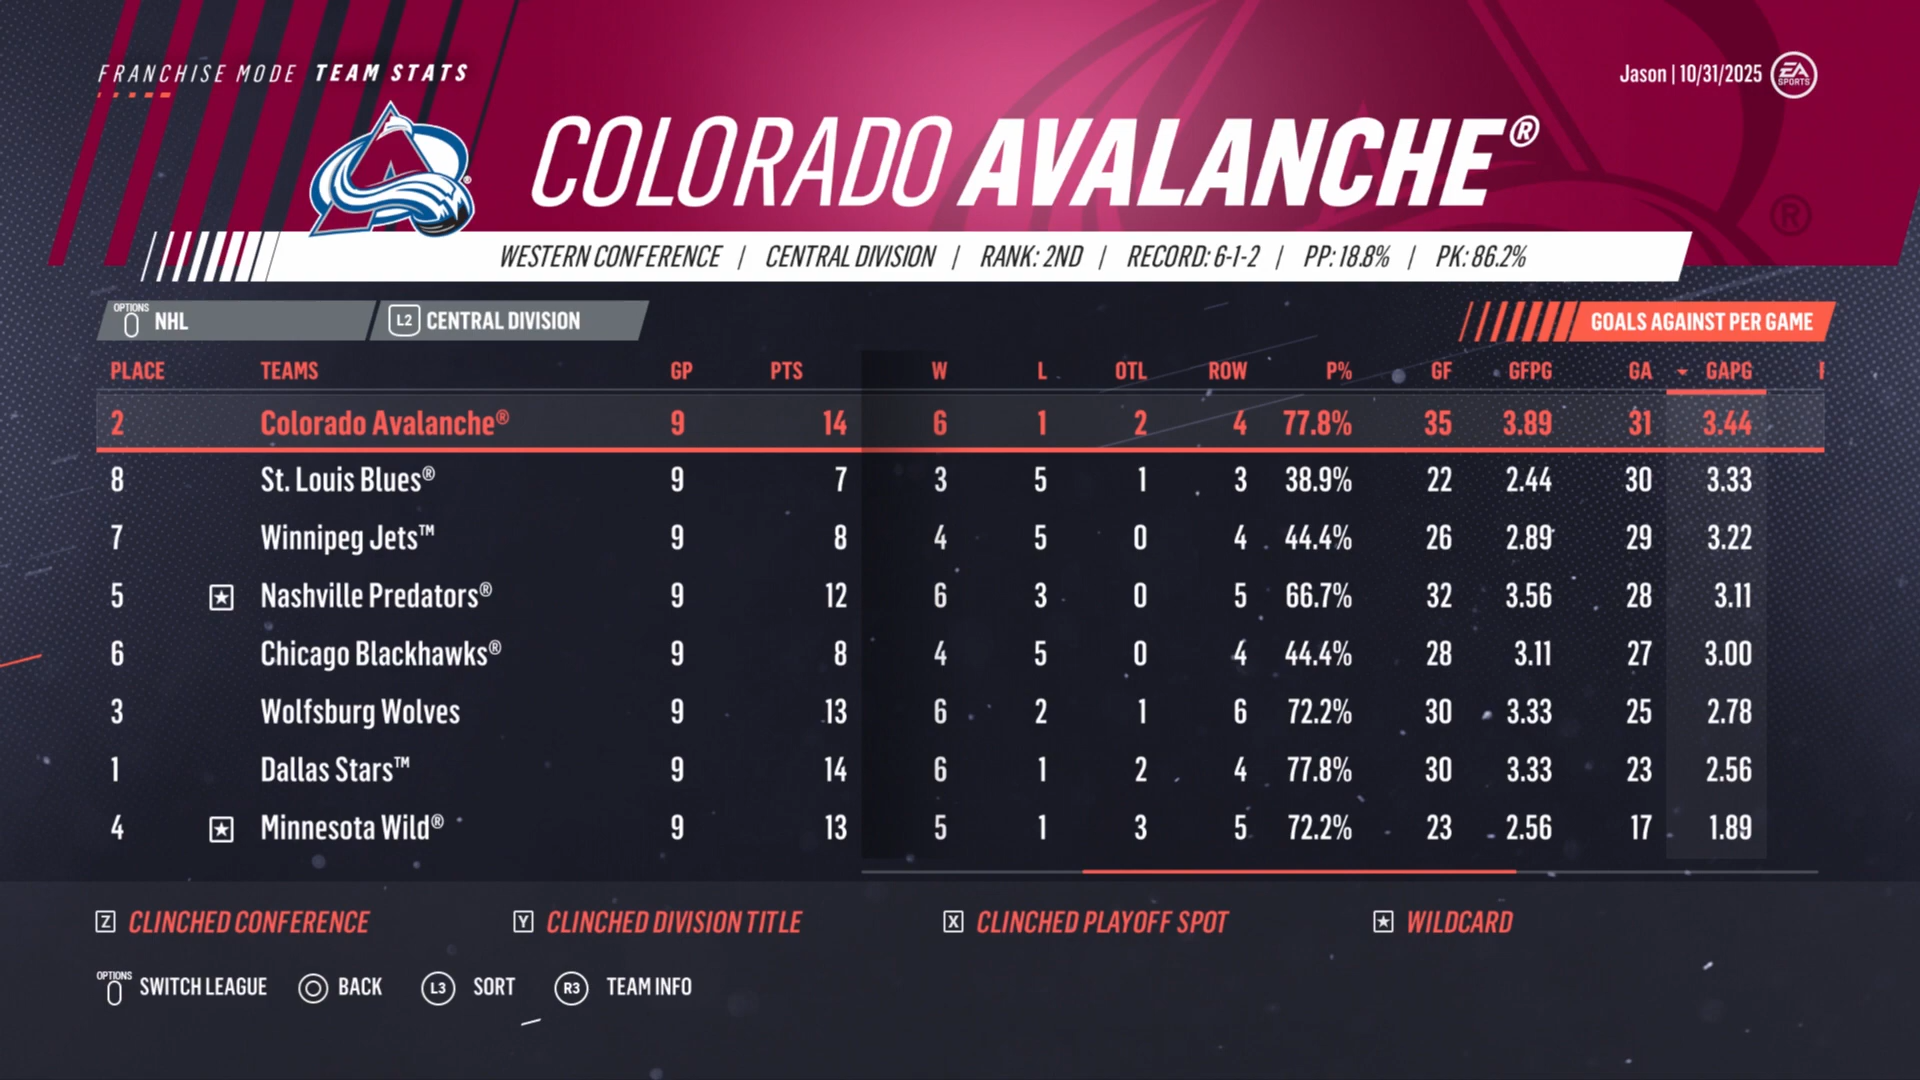 FRANCHISE MODE TEAM STATS
Jason | 10/31/2025
EA SPORTS
COLORADO AVALANCHE®
WESTERN CONFERENCE | CENTRAL DIVISION | RANK: 2ND | RECORD: 6-1-2 | PP: 18.8% | PK: 86.2%
OPTIONS NHL L2 CENTRAL DIVISION GOALS AGAINST PER GAME
PLACE TEAMS GP PTS W L OTL ROW P% GF GFPG GA GAPG
2 Colorado Avalanche® 9 14 6 1 2 4 77.8% 35 3.89 31 3.44
8 St. Louis Blues® 9 7 3 5 1 3 38.9% 22 2.44 30 3.33
7 Winnipeg Jets™ 9 8 4 5 0 4 44.4% 26 2.89 29 3.22
5 Nashville Predators® 9 12 6 3 0 5 66.7% 32 3.56 28 3.11
6 Chicago Blackhawks® 9 8 4 5 0 4 44.4% 28 3.11 27 3.00
3 Wolfsburg Wolves 9 13 6 2 1 6 72.2% 30 3.33 25 2.78
1 Dallas Stars™ 9 14 6 1 2 4 77.8% 30 3.33 23 2.56
4 Minnesota Wild® 9 13 5 1 3 5 72.2% 23 2.56 17 1.89
Z CLINCHED CONFERENCE Y CLINCHED DIVISION TITLE X CLINCHED PLAYOFF SPOT WILDCARD
OPTIONS SWITCH LEAGUE BACK L3 SORT R3 TEAM INFO